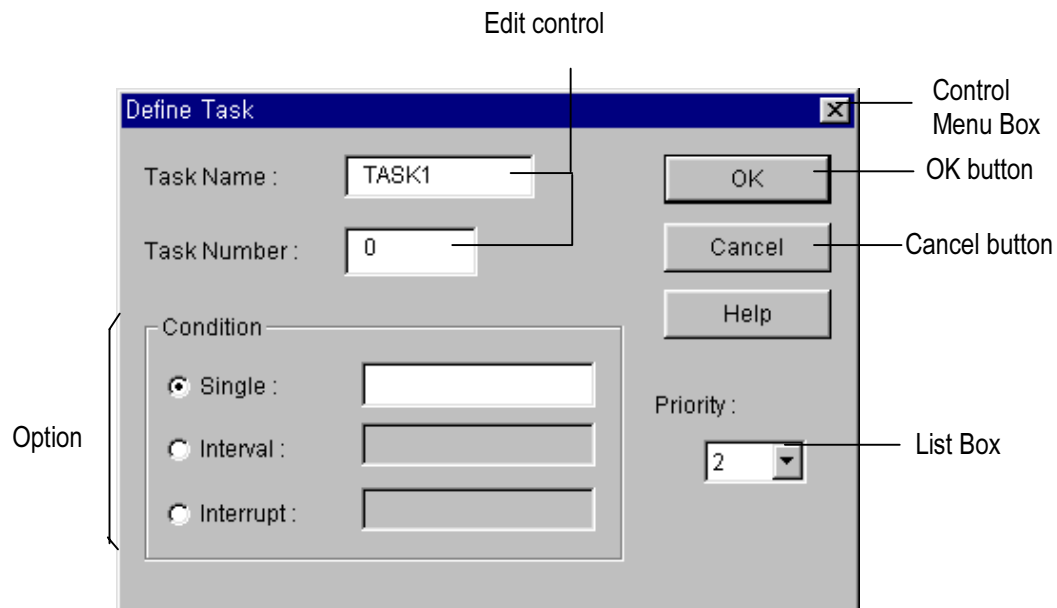 Edit control
Define Task
Control
Menu Box
Task Name :
TASK1
OK
OK button
Task Number :
0
Cancel
Cancel button
Help
Condition
Single :
Priority :
Option
Interval :
2
List Box
Interrupt :